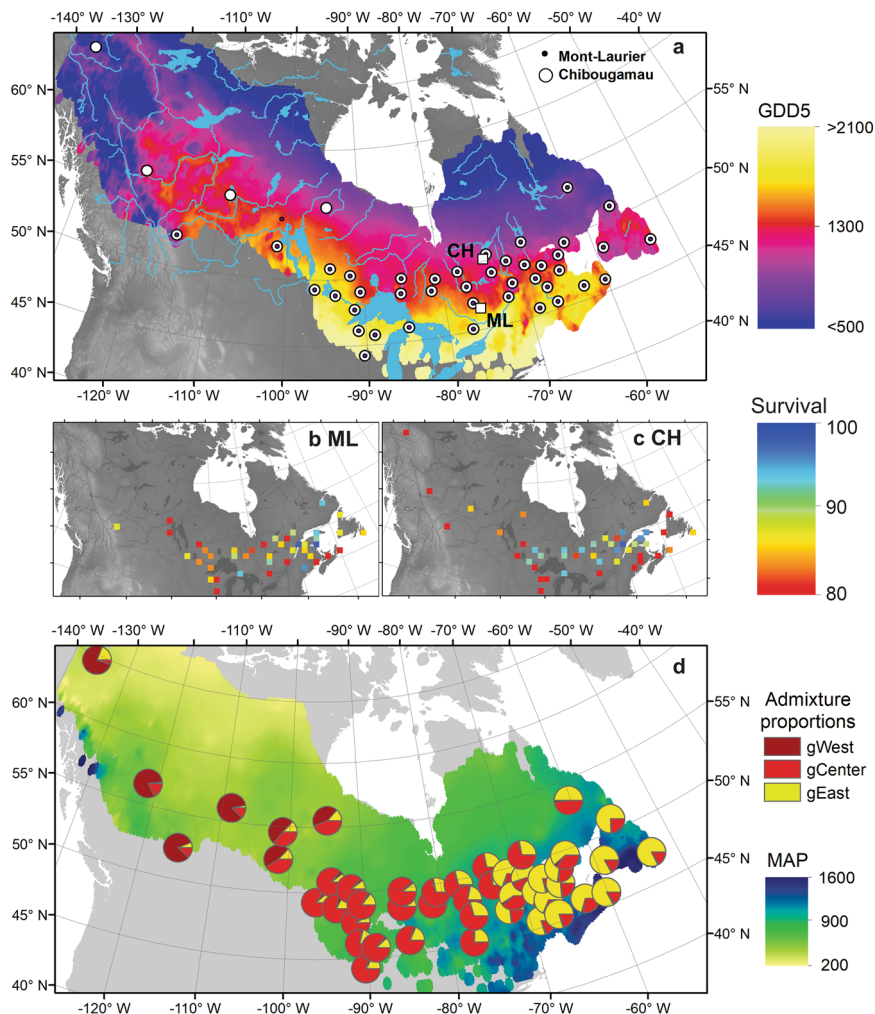 -140° W -130° W -110° W -100° W -90° W -80° W -70° W -60° W -50° W -40° W
a
Mont-Laurier
Chibougamau
60° N
55° N
50° N
45° N
40° N
55° N
50° N
45° N
40° N
CH
ML
-120° W -110° W -100° W -90° W -80° W -70° W -60° W
GDD5
>2100
1300
<500
b ML
c CH
Survival
100
90
80
-140° W -130° W -110° W -100° W -90° W -80° W -70° W -60° W -50° W -40° W
d
60° N
55° N
50° N
45° N
40° N
55° N
50° N
45° N
40° N
-120° W -110° W -100° W -90° W -80° W -70° W -60° W
Admixture
proportions
gWest
gCenter
gEast
MAP
1600
900
200